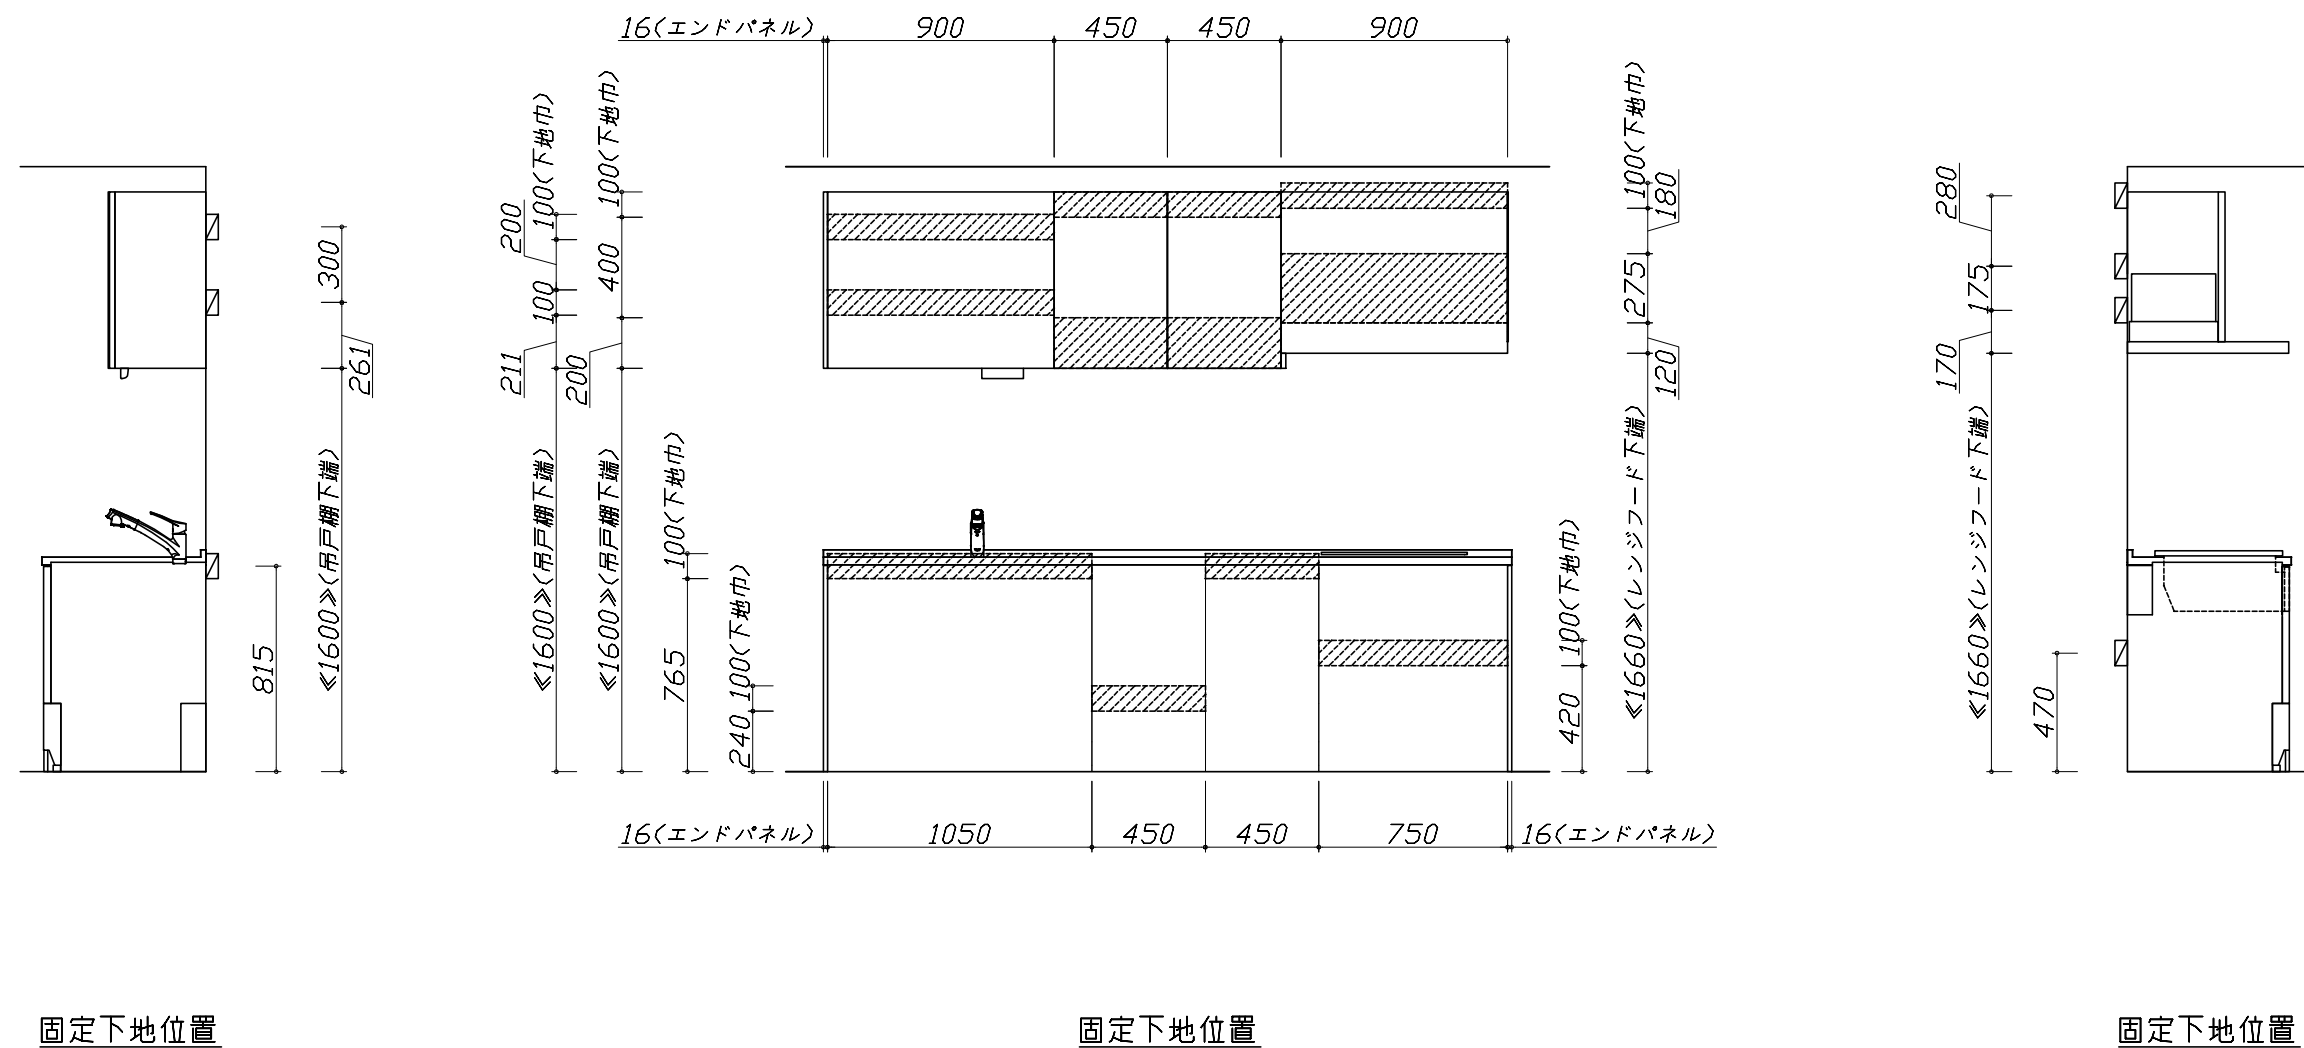 16(エンドパネル)
900
450
450
900
300
261
≪1600≫(吊戸棚下端)
815
100(下地巾)
200
100
211
≪1600≫(吊戸棚下端)
100(下地巾)
400
200
≪1600≫(吊戸棚下端)
100(下地巾)
765
100(下地巾)
240
100(下地巾)
420
100(下地巾)
180
275
120
≪1660≫(レンジフード下端)
280
175
170
≪1660≫(レンジフード下端)
470
16(エンドパネル)
1050
450
450
750
16(エンドパネル)
固定下地位置
固定下地位置
固定下地位置